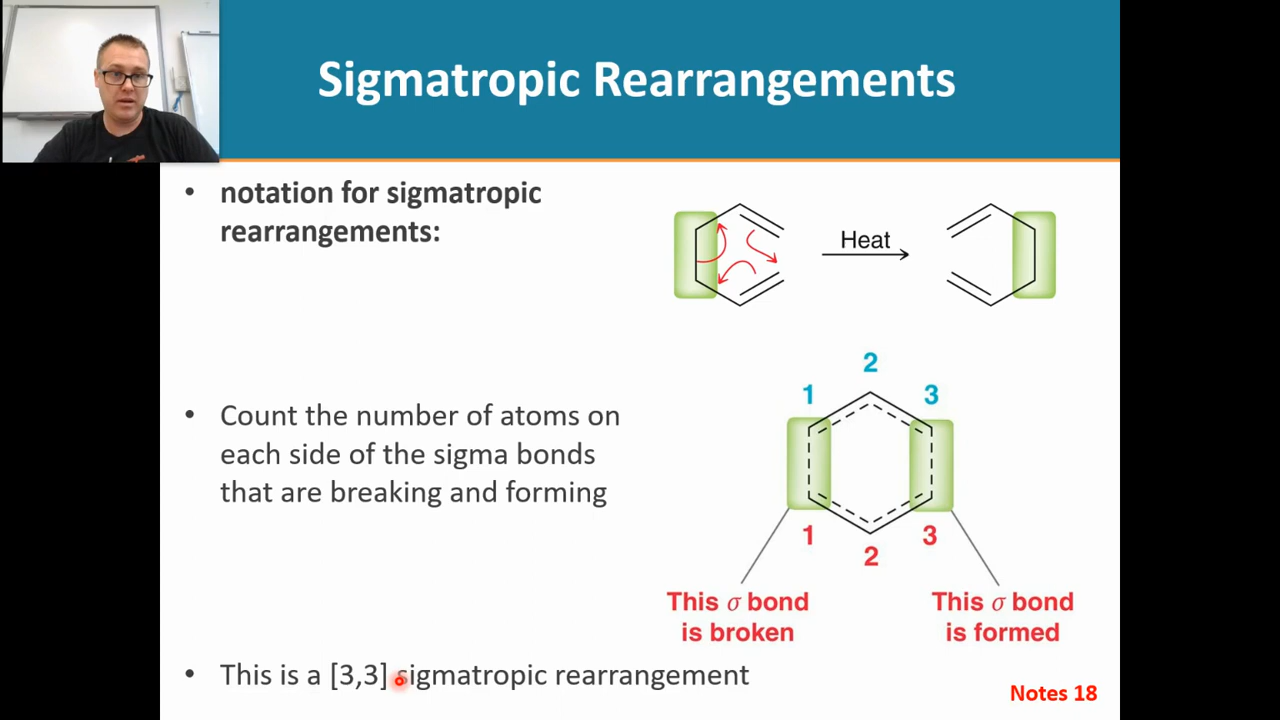 Sigmatropic Rearrangements
• notation for sigmatropic
rearrangements:
Heat
• Count the number of atoms on
each side of the sigma bonds
that are breaking and forming
2
1 3
1 3
2
This σ bond
is broken
This σ bond
is formed
• This is a [3,3] sigmatropic rearrangement
Notes 18